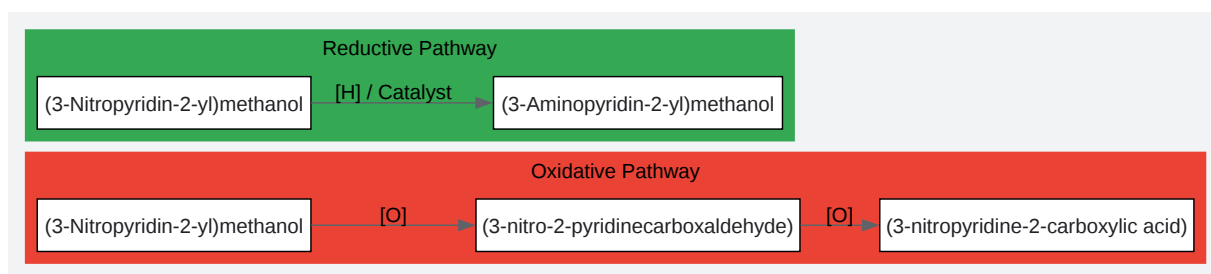 Reductive Pathway
(3-Nitropyridin-2-yl)methanol
[H] / Catalyst
(3-Aminopyridin-2-yl)methanol
Oxidative Pathway
(3-Nitropyridin-2-yl)methanol
[O]
(3-nitro-2-pyridinecarboxaldehyde)
[O]
(3-nitropyridine-2-carboxylic acid)